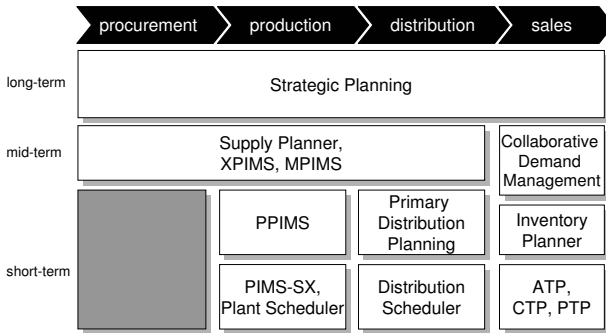 procurement production distribution sales
long-term
Strategic Planning
mid-term
Supply Planner,
XPIMS, MPIMS
Collaborative
Demand
Management
short-term
PPIMS
Primary
Distribution
Planning
Inventory
Planner
PIMS-SX,
Plant Scheduler
Distribution
Scheduler
ATP,
CTP, PTP